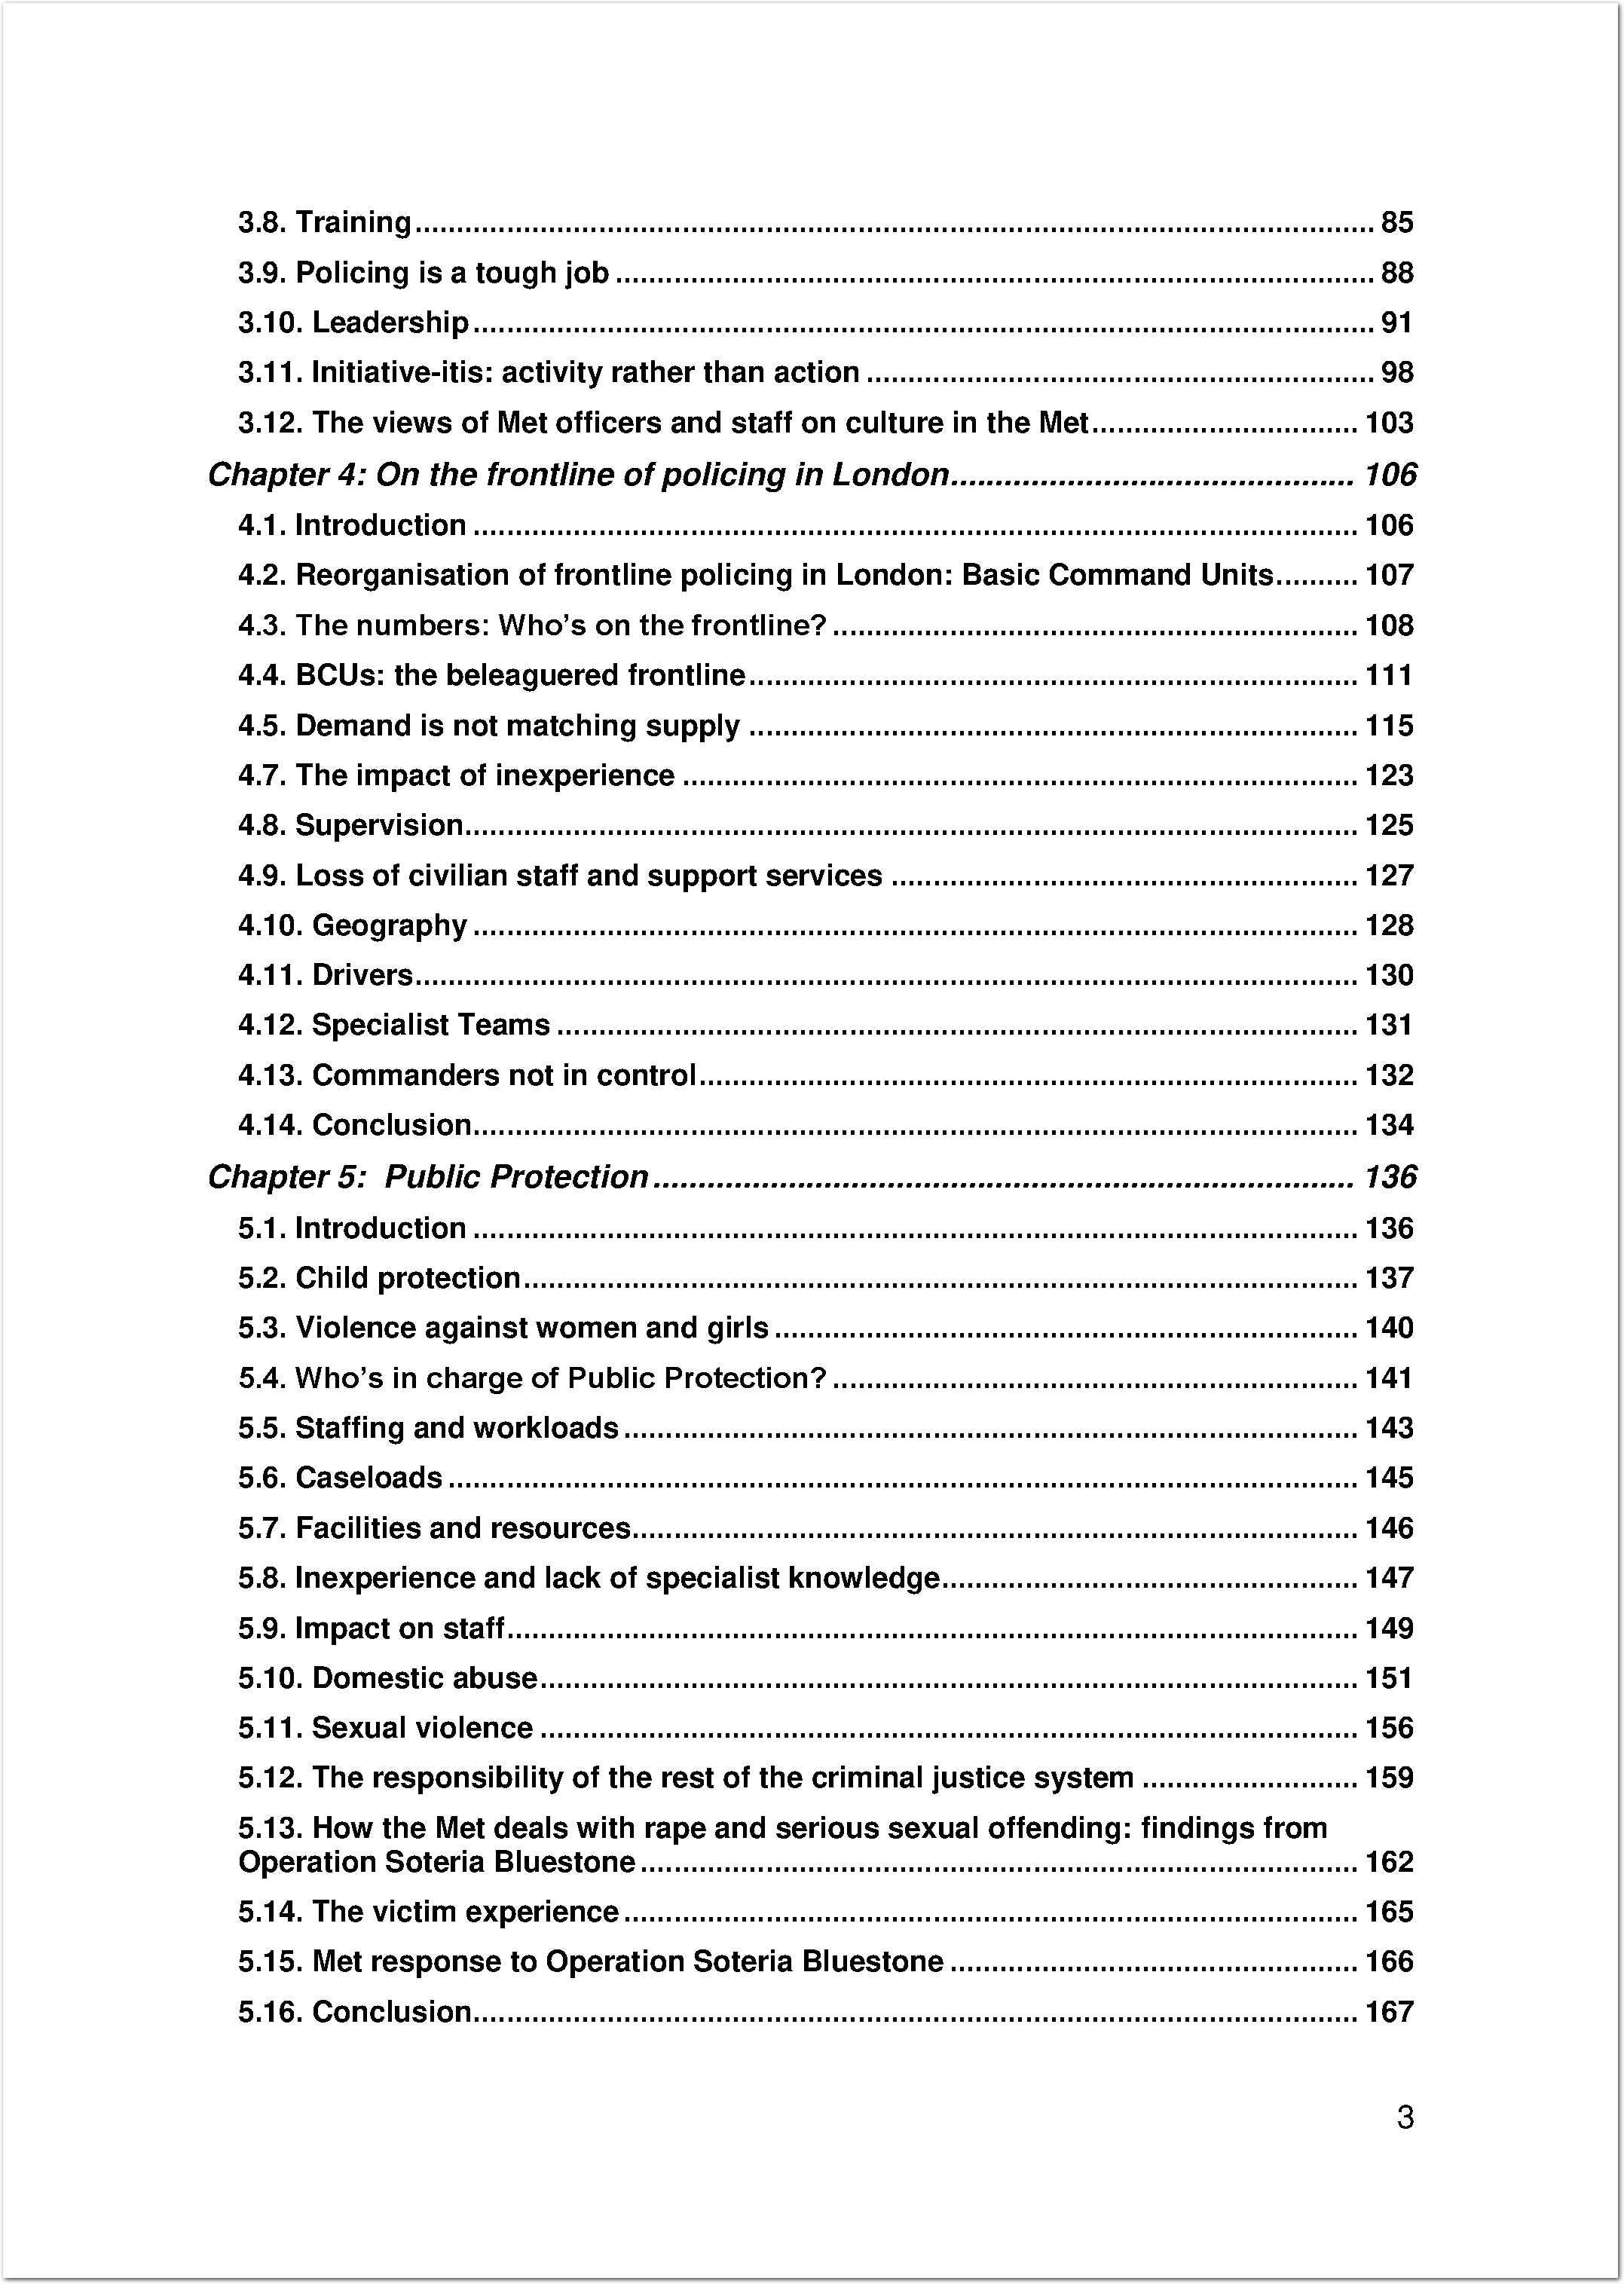 3.8. Training ........ 85
3.9. Policing is a tough job ........ 88
3.10. Leadership ........ 91
3.11. Initiative-itis: activity rather than action ........ 98
3.12. The views of Met officers and staff on culture in the Met ........ 103
Chapter 4: On the frontline of policing in London ........ 106
4.1. Introduction ........ 106
4.2. Reorganisation of frontline policing in London: Basic Command Units ........ 107
4.3. The numbers: Who’s on the frontline? ........ 108
4.4. BCUs: the beleaguered frontline ........ 111
4.5. Demand is not matching supply ........ 115
4.7. The impact of inexperience ........ 123
4.8. Supervision ........ 125
4.9. Loss of civilian staff and support services ........ 127
4.10. Geography ........ 128
4.11. Drivers ........ 130
4.12. Specialist Teams ........ 131
4.13. Commanders not in control ........ 132
4.14. Conclusion ........ 134
Chapter 5: Public Protection ........ 136
5.1. Introduction ........ 136
5.2. Child protection ........ 137
5.3. Violence against women and girls ........ 140
5.4. Who’s in charge of Public Protection? ........ 141
5.5. Staffing and workloads ........ 143
5.6. Caseloads ........ 145
5.7. Facilities and resources ........ 146
5.8. Inexperience and lack of specialist knowledge ........ 147
5.9. Impact on staff ........ 149
5.10. Domestic abuse ........ 151
5.11. Sexual violence ........ 156
5.12. The responsibility of the rest of the criminal justice system ........ 159
5.13. How the Met deals with rape and serious sexual offending: findings from
Operation Soteria Bluestone ........ 162
5.14. The victim experience ........ 165
5.15. Met response to Operation Soteria Bluestone ........ 166
5.16. Conclusion ........ 167
3